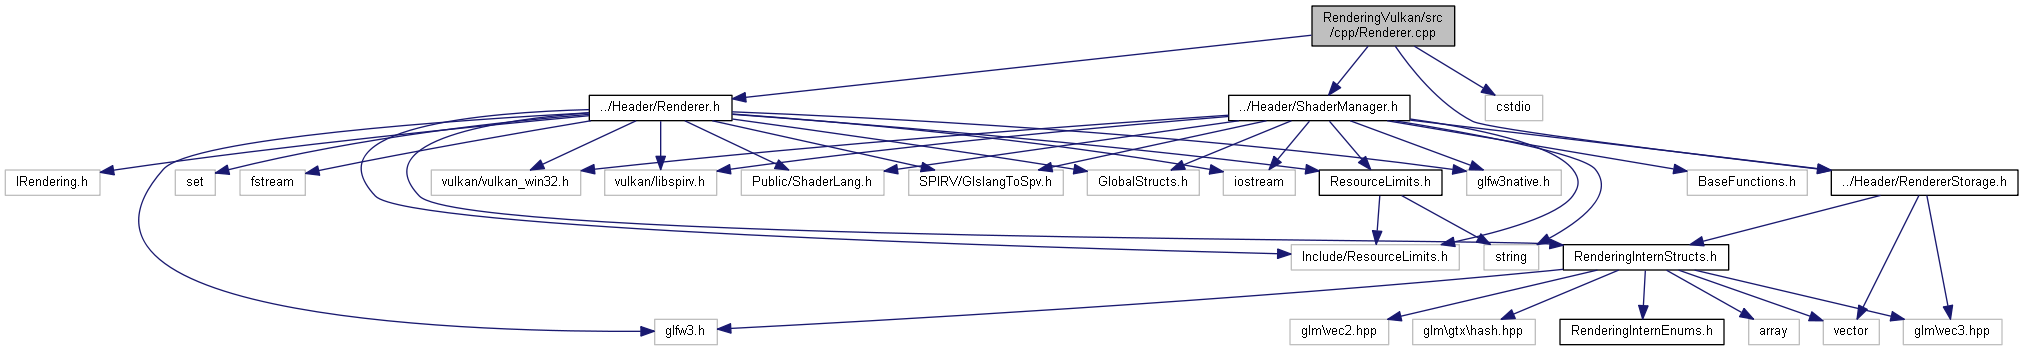 RenderingVulkan/src
/cpp/Renderer.cpp
../Header/Renderer.h
../Header/ShaderManager.h
cstdio
IRendering.h
set
fstream
vulkan/vulkan_win32.h
vulkan/libspirv.h
Public/ShaderLang.h
SPIRV/GlslangToSpv.h
GlobalStructs.h
iostream
ResourceLimits.h
glfw3native.h
BaseFunctions.h
../Header/RendererStorage.h
Include/ResourceLimits.h
string
RenderingInternStructs.h
glfw3.h
glm\vec2.hpp
glm\gtx\hash.hpp
RenderingInternEnums.h
array
vector
glm\vec3.hpp